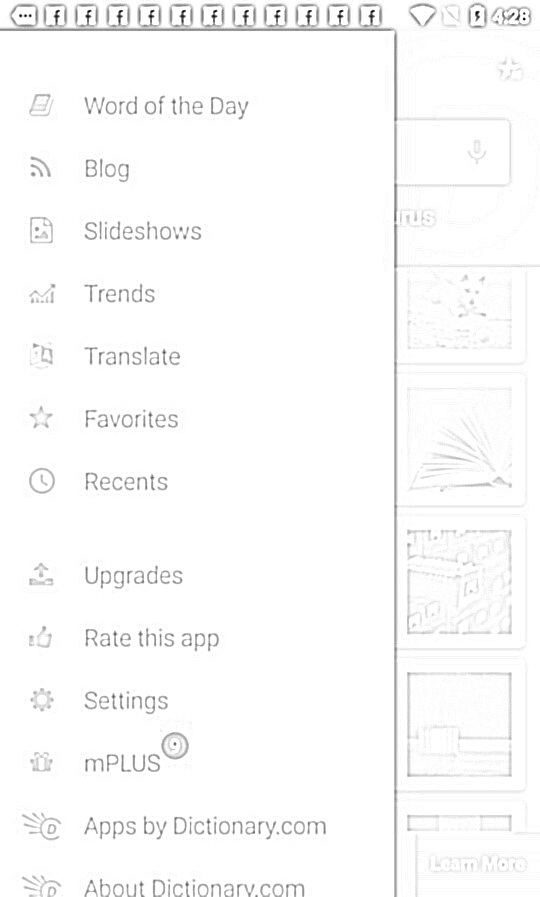 4:28
Word of the Day
Blog
Slideshows
Trends
Translate
Favorites
Recents
Upgrades
Rate this app
Settings
mPLUS
Apps by Dictionary.com
About Dictionary.com
urus
Learn More